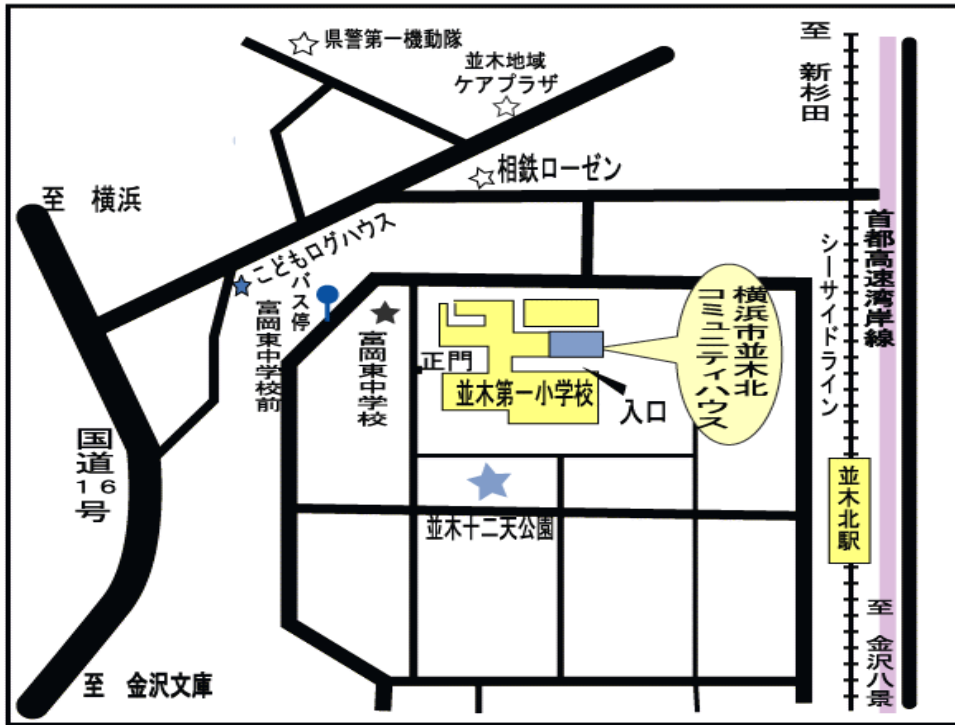 県警第一機動隊
並木地域
ケアプラザ
至 新杉田
相鉄ローゼン
至 横浜
こどもログハウス
バス停
富岡東中学校前
富岡東中学校
正門
並木第一小学校
入口
横浜市並木北
コミュニティハウス
シーサイドライン
首都高速湾岸線
国道
16
号
並木十二天公園
並木北駅
至 金沢文庫
至 金沢八景